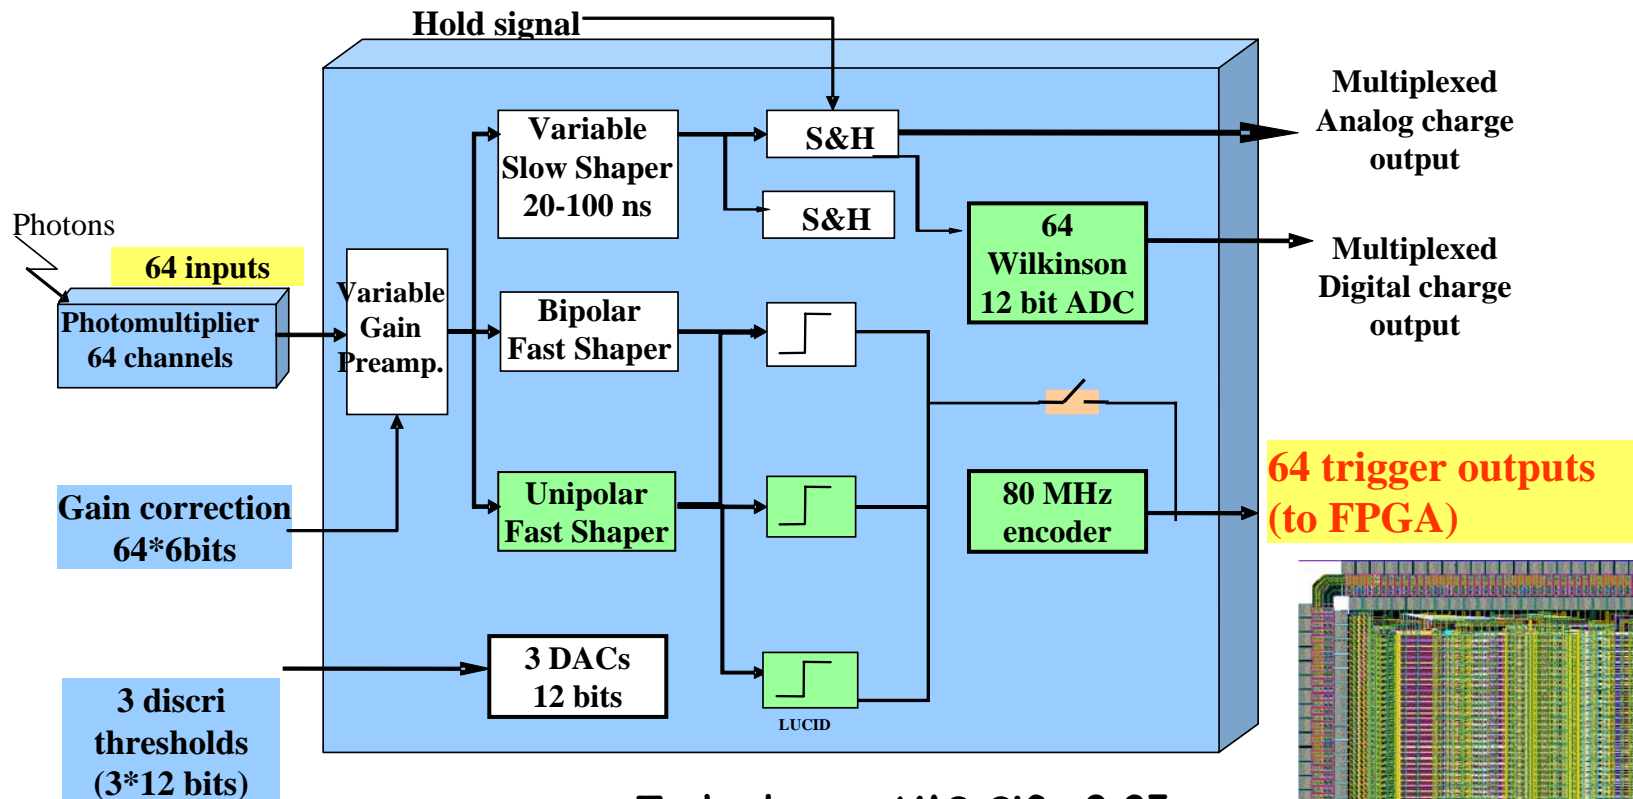 Hold signal
Multiplexed
Analog charge
output
Variable
Slow Shaper
20-100 ns
S&H
S&H
Photons
64 inputs
Photomultiplier
64 channels
Variable
Gain
Preamp.
64
Wilkinson
12 bit ADC
Multiplexed
Digital charge
output
Bipolar
Fast Shaper
Gain correction
64*6bits
Unipolar
Fast Shaper
80 MHz
encoder
64 trigger outputs
(to FPGA)
3 DACs
12 bits
LUCID
3 discri
thresholds
(3*12 bits)